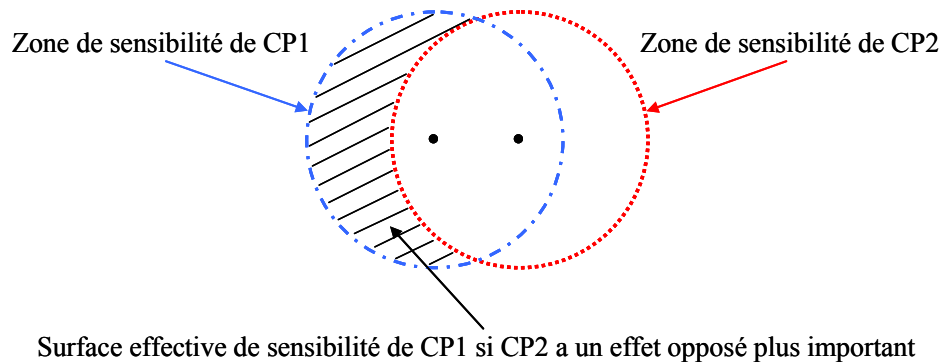 Zone de sensibilité de CP1
Zone de sensibilité de CP2
Surface effective de sensibilité de CP1 si CP2 a un effet opposé plus important